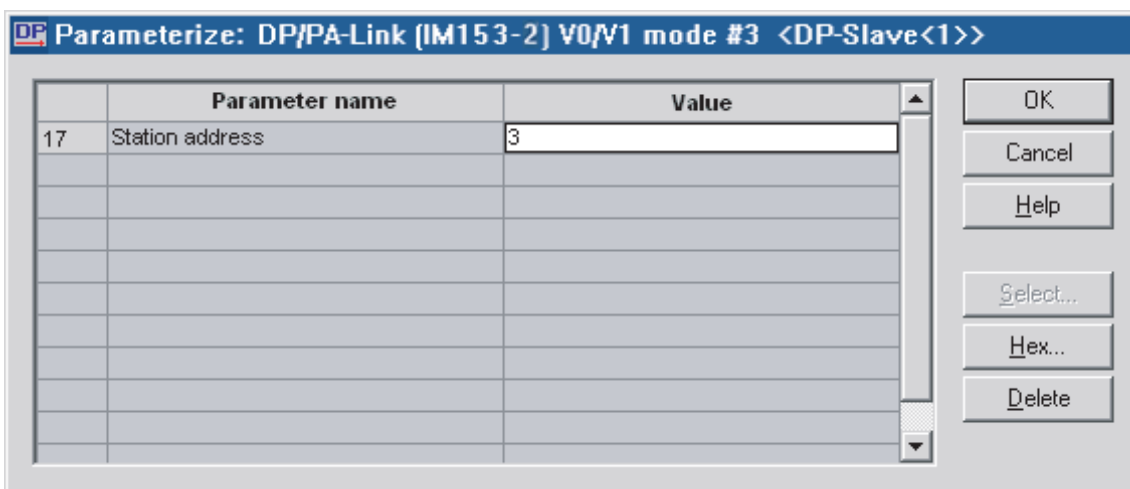 DP Parameterize: DP/PA-Link (IM153-2) V0/V1 mode #3 <DP-Slave<1>>
Parameter name Value
17 Station address 3
OK
Cancel
Help
Select...
Hex...
Delete